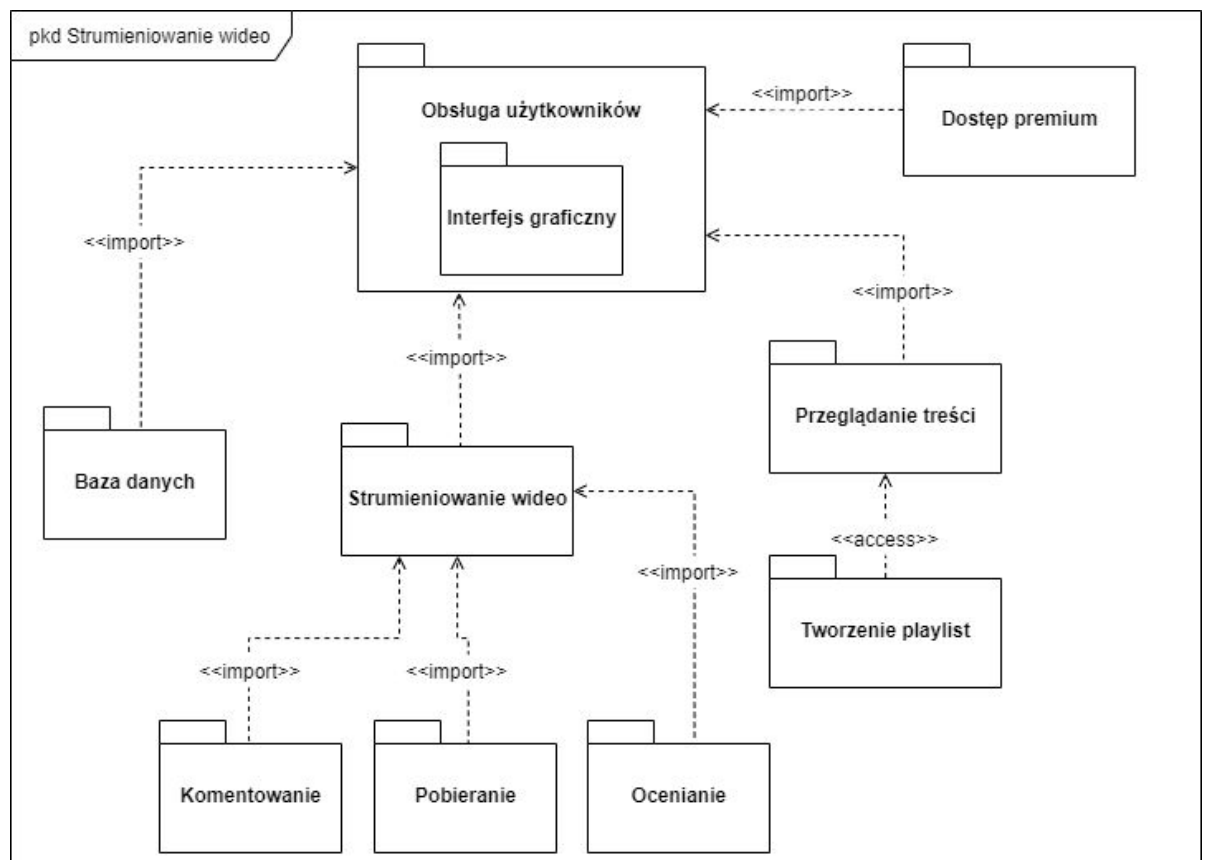 pkd Strumieniowanie wideo
Obsługa użytkowników
<<import>>
Dostęp premium
Interfejs graficzny
<<import>>
<<import>>
<<import>>
Przeglądanie treści
Baza danych
Strumieniowanie wideo
<<access>>
<<import>>
Tworzenie playlist
<<import>>
<<import>>
Komentowanie
Pobieranie
Ocenianie